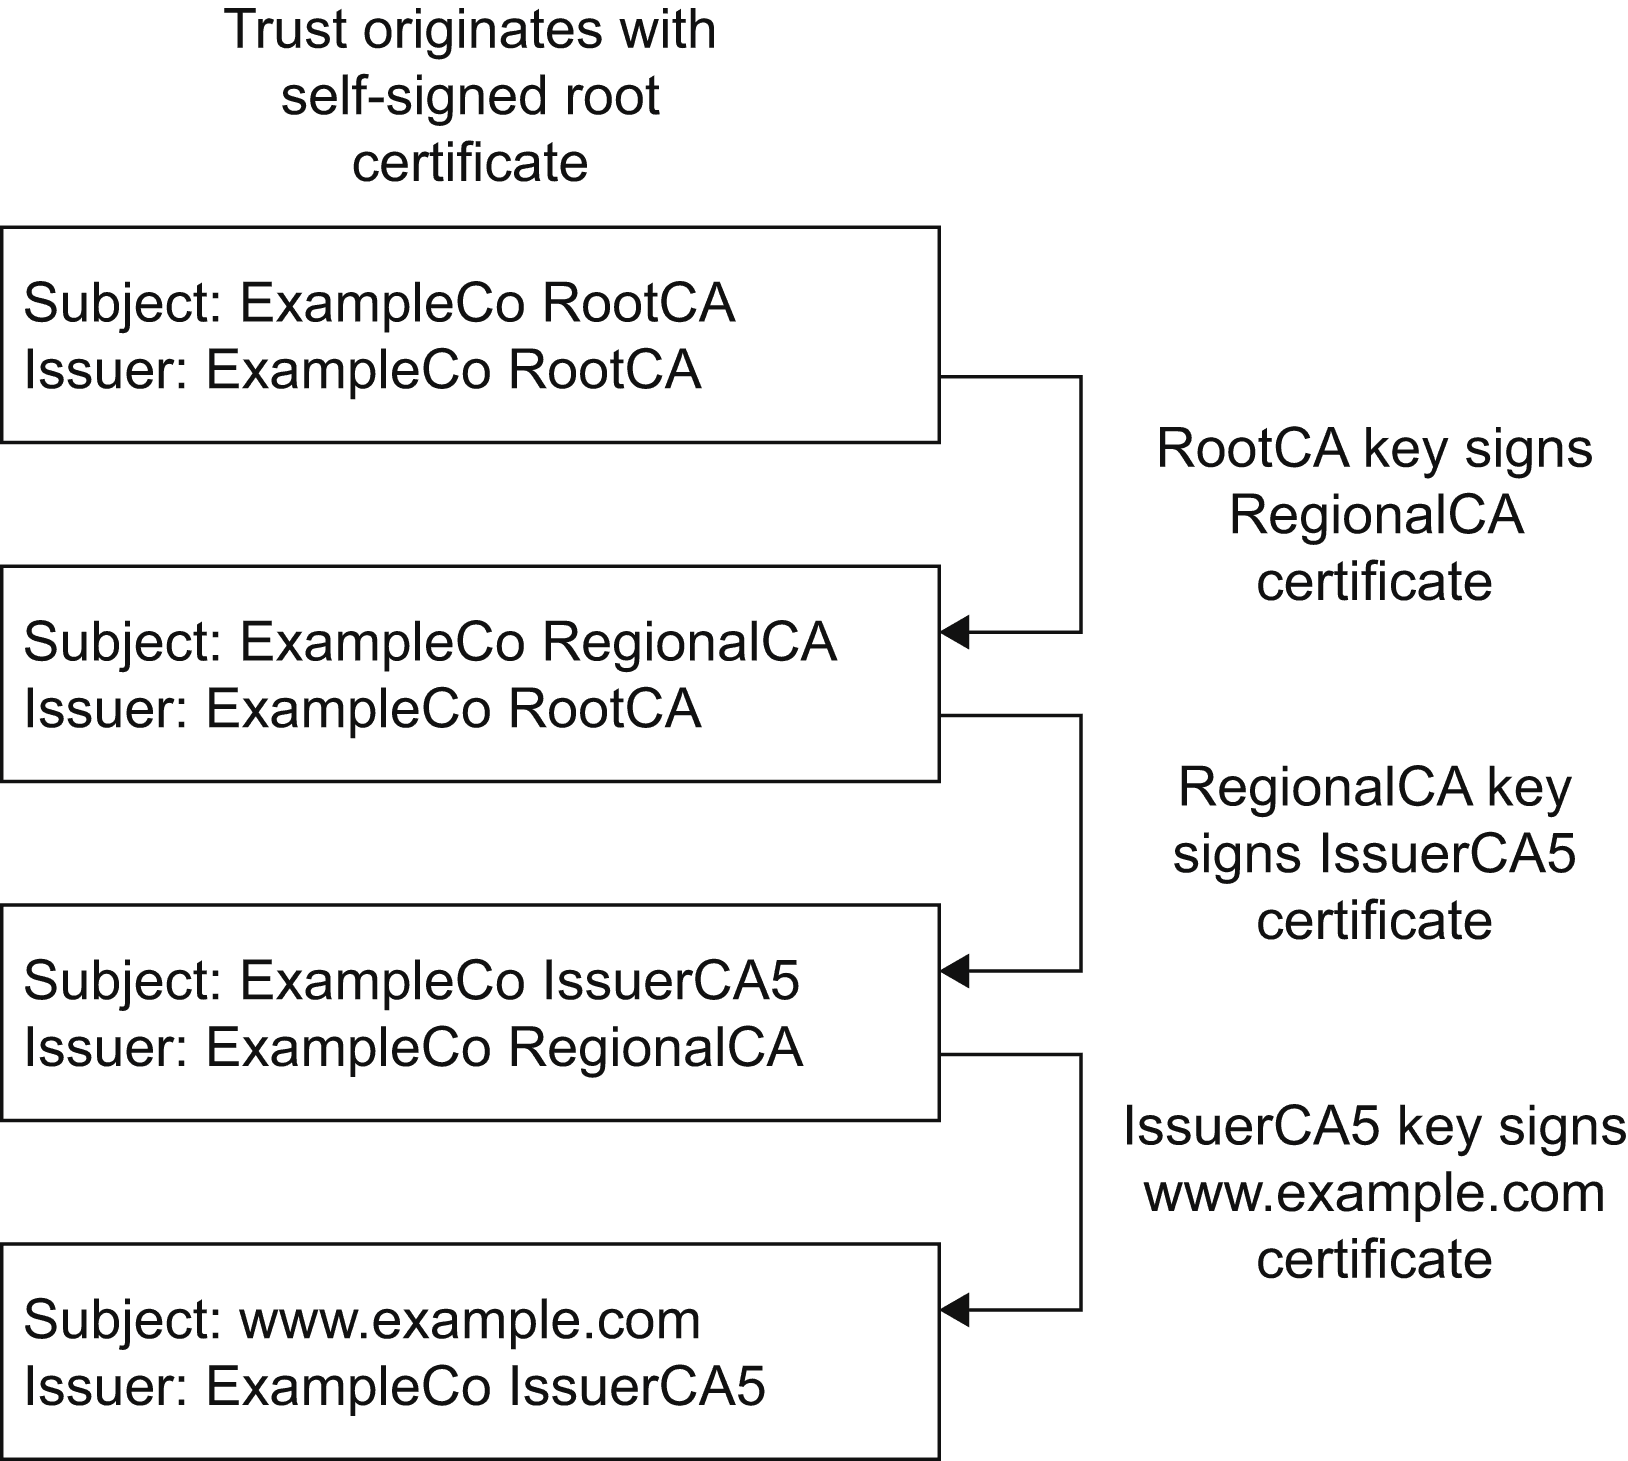 Trust originates with
self-signed root
certificate
Subject: ExampleCo RootCA
Issuer: ExampleCo RootCA
RootCA key signs
RegionalCA
certificate
Subject: ExampleCo RegionalCA
Issuer: ExampleCo RootCA
RegionalCA key
signs IssuerCA5
certificate
Subject: ExampleCo IssuerCA5
Issuer: ExampleCo RegionalCA
IssuerCA5 key signs
www.example.com
certificate
Subject: www.example.com
Issuer: ExampleCo IssuerCA5